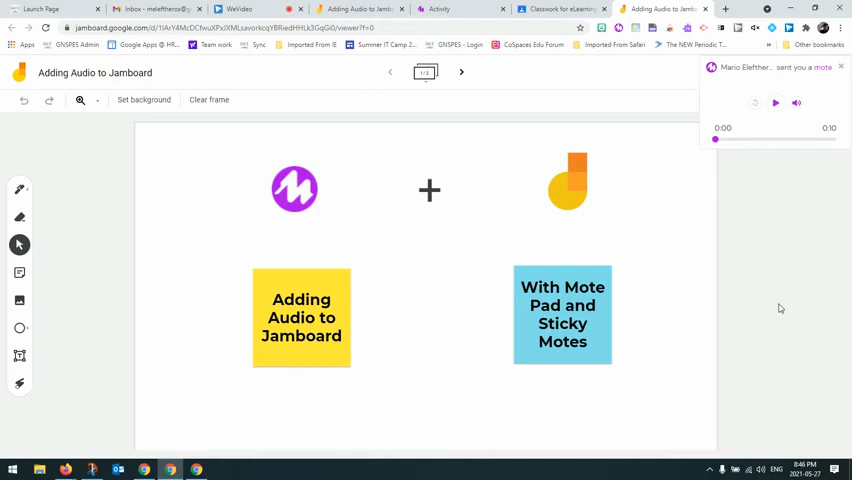 Launch Page
Inbox - meleftheros@g
WeVideo
Adding Audio to Jamb
Activity
Classwork for eLearning
Adding Audio to Jamb
jamboard.google.com/d/1IArY4McDCfwuXPxJXMLsavorkcqYBRiedHHLk3GqGi0/viewer?f=0
Apps
GNSPES Admin
Google Apps @ HR...
Team work
Sync
Imported From IE
Summer IT Camp 2...
GNSPES - Login
CoSpaces Edu Forum
Imported From Safari
The NEW Periodic T...
Other bookmarks
Adding Audio to Jamboard
1/2
Mario Elefther... sent you a mote
Set background
Clear frame
0:00
0:10
Adding
Audio to
Jamboard
With Mote
Pad and
Sticky
Motes
ENG
8:46 PM
2021-05-27